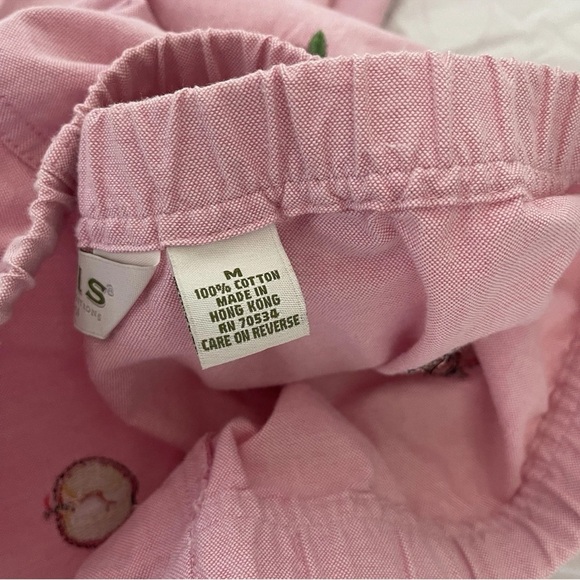 M
100% COTTON
MADE IN
HONG KONG
RN 70534
CARE ON REVERSE